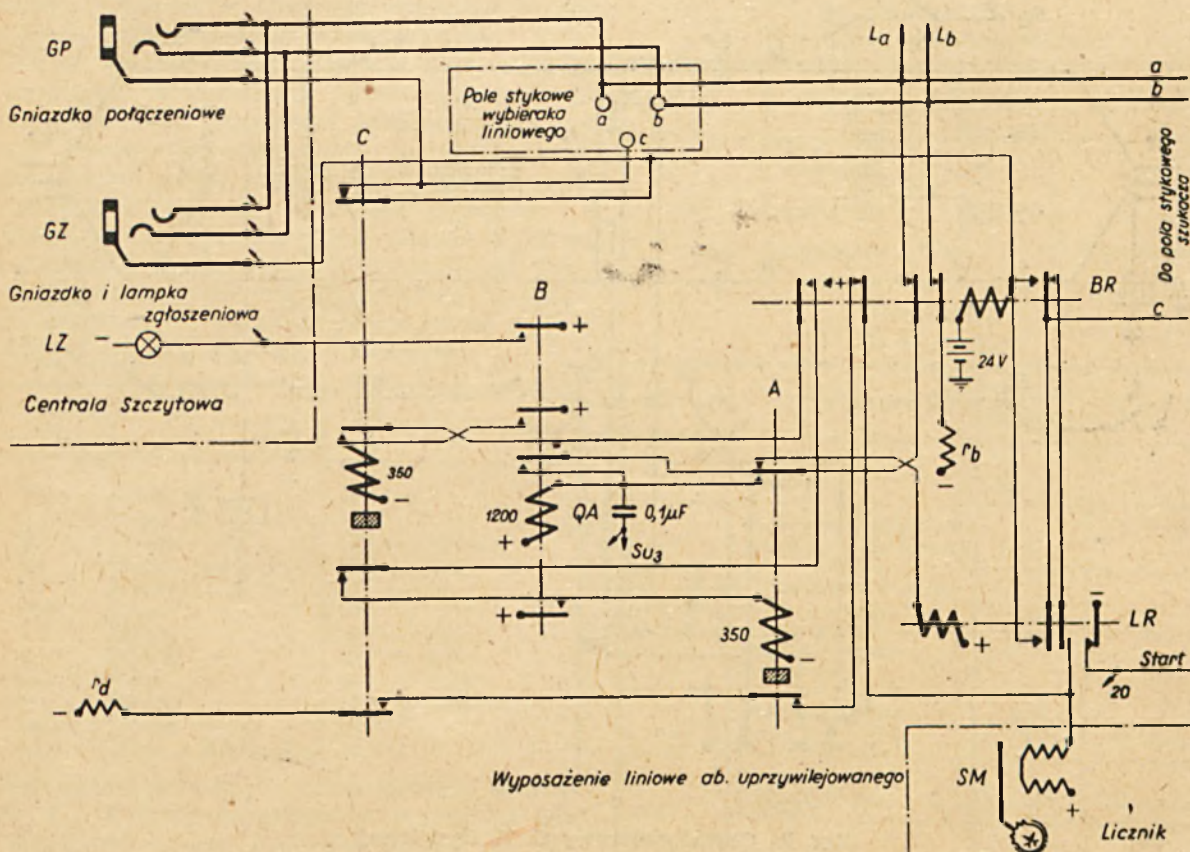 GP
Gniazdko połączeniowe
GZ
Gniazdko i lampka
zgłoszeniowa
LZ
−
Centrala Szczytowa
C
Pole stykowe
wybieraka
liniowego
a
b
c
La
Lb
a
b
Do pola stykowego
szukacza
B
+
+
BR
C
24V
A
rb
−
350
−
1200
+
QA
0,1µF
Su3
+
350
−
+
LR
−
Start
20
rd
−
Wyposażenie liniowe ab. uprzywilejowanego
SM
+
Licznik